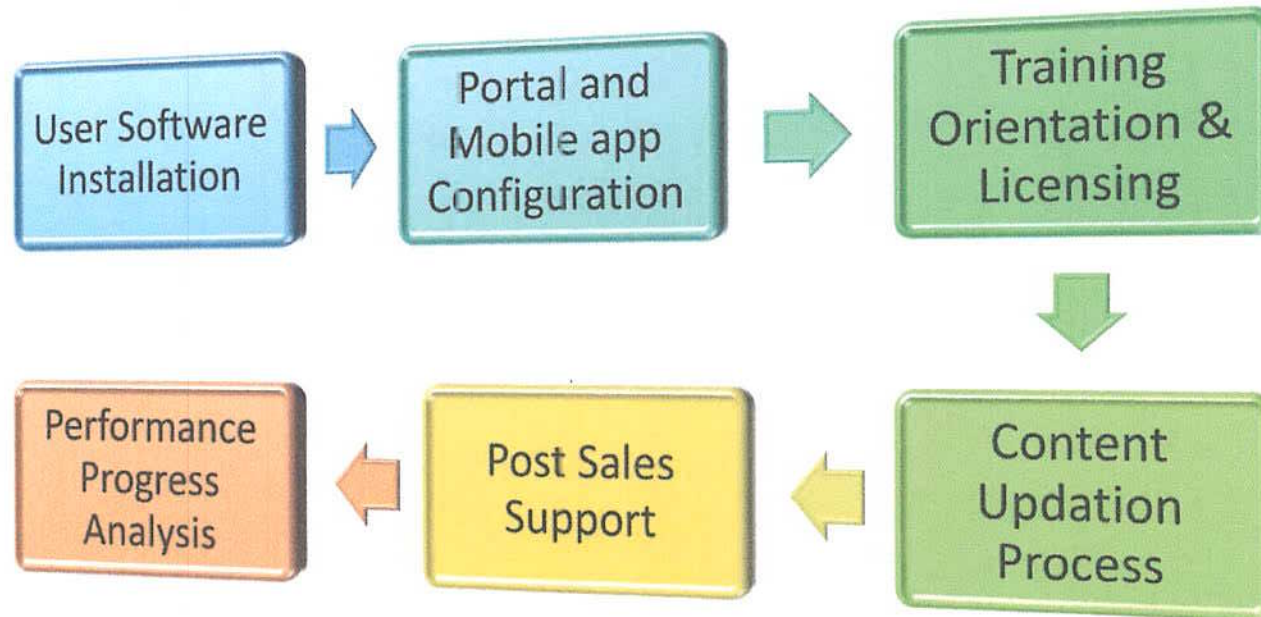 User Software
Installation
Portal and
Mobile app
Configuration
Training
Orientation &
Licensing
Content
Updation
Process
Post Sales
Support
Performance
Progress
Analysis